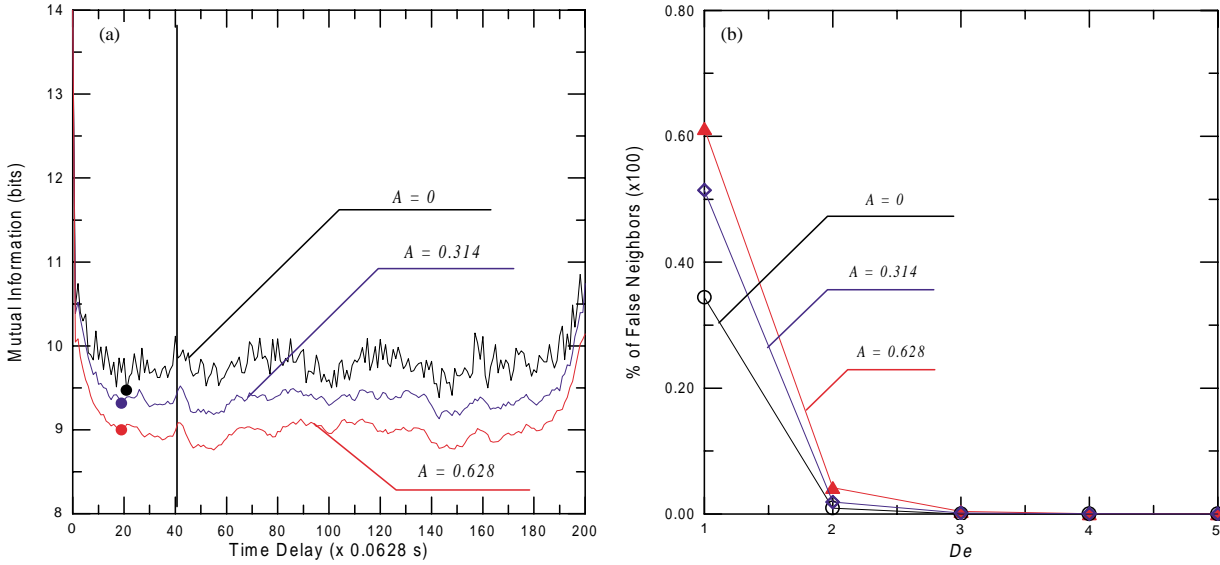 (a)
14
13
12
11
10
9
8
Mutual Information (bits)
A = 0
A = 0.314
A = 0.628
0 20 40 60 80 100 120 140 160 180 200
Time Delay (x 0.0628 s)
(b)
0.80
0.60
0.40
0.20
0.00
% of False Neighbors (x100)
A = 0
A = 0.314
A = 0.628
1 2 3 4 5
De